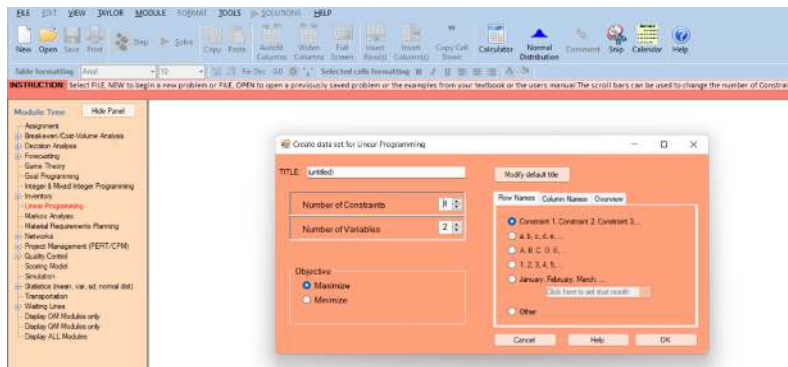 FILE EDIT VIEW TAYLOR MODULE FORMAT TOOLS SOLUTIONS HELP
New Open Save Print Step Solve Copy Paste Autofit Columns Widen Columns Full Screen Insert Row(s) Insert Column(s) Copy Cell Down Calculator Normal Distribution Comment Snip Calendar Help
Table formatting Arial 10 Fix Dec 0.0 Selected cells formatting B I U
INSTRUCTION: Select FILE, NEW to begin a new problem or FILE, OPEN to open a previously saved problem or the examples from your textbook or the users manual The scroll bars can be used to change the number of Constrai
Module Tree Hide Panel
Assignment
Breakeven/Cost-Volume Analysis
Decision Analysis
Forecasting
Game Theory
Goal Programming
Integer & Mixed Integer Programming
Inventory
Linear Programming
Markov Analysis
Material Requirements Planning
Networks
Project Management (PERT/CPM)
Quality Control
Scoring Model
Simulation
Statistics (mean, var, sd, normal dist)
Transportation
Waiting Lines
Display OM Modules only
Display QM Modules only
Display ALL Modules
Create data set for Linear Programming
TITLE: (untitled)
Modify default title
Number of Constraints
Number of Variables 2
Objective
Maximize
Minimize
Row Names Column Names Overview
Constraint 1, Constraint 2, Constraint 3,...
a, b, c, d, e, ...
A, B, C, D, E, ...
1, 2, 3, 4, 5, ...
January, February, March, ...
Click here to set start month
Other
Cancel Help OK